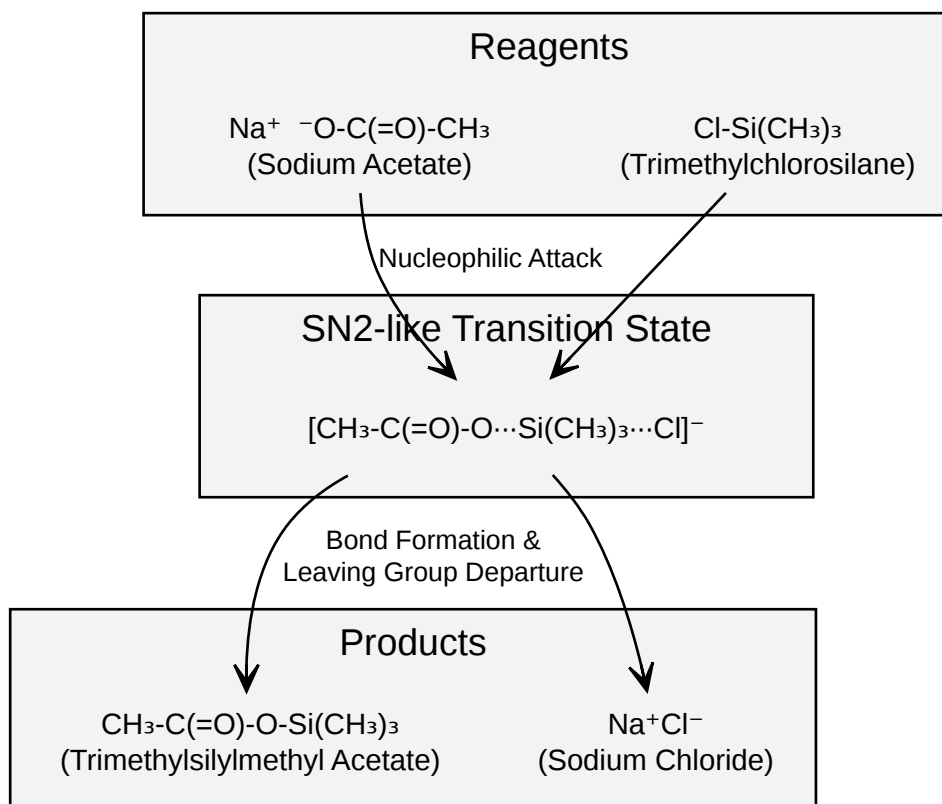 Reagents
Na⁺ ⁻O-C(=O)-CH₃
(Sodium Acetate)
Cl-Si(CH₃)₃
(Trimethylchlorosilane)
Nucleophilic Attack
SN2-like Transition State
[CH₃-C(=O)-O···Si(CH₃)₃···Cl]⁻
Bond Formation &
Leaving Group Departure
Products
CH₃-C(=O)-O-Si(CH₃)₃
(Trimethylsilylmethyl Acetate)
Na⁺Cl⁻
(Sodium Chloride)